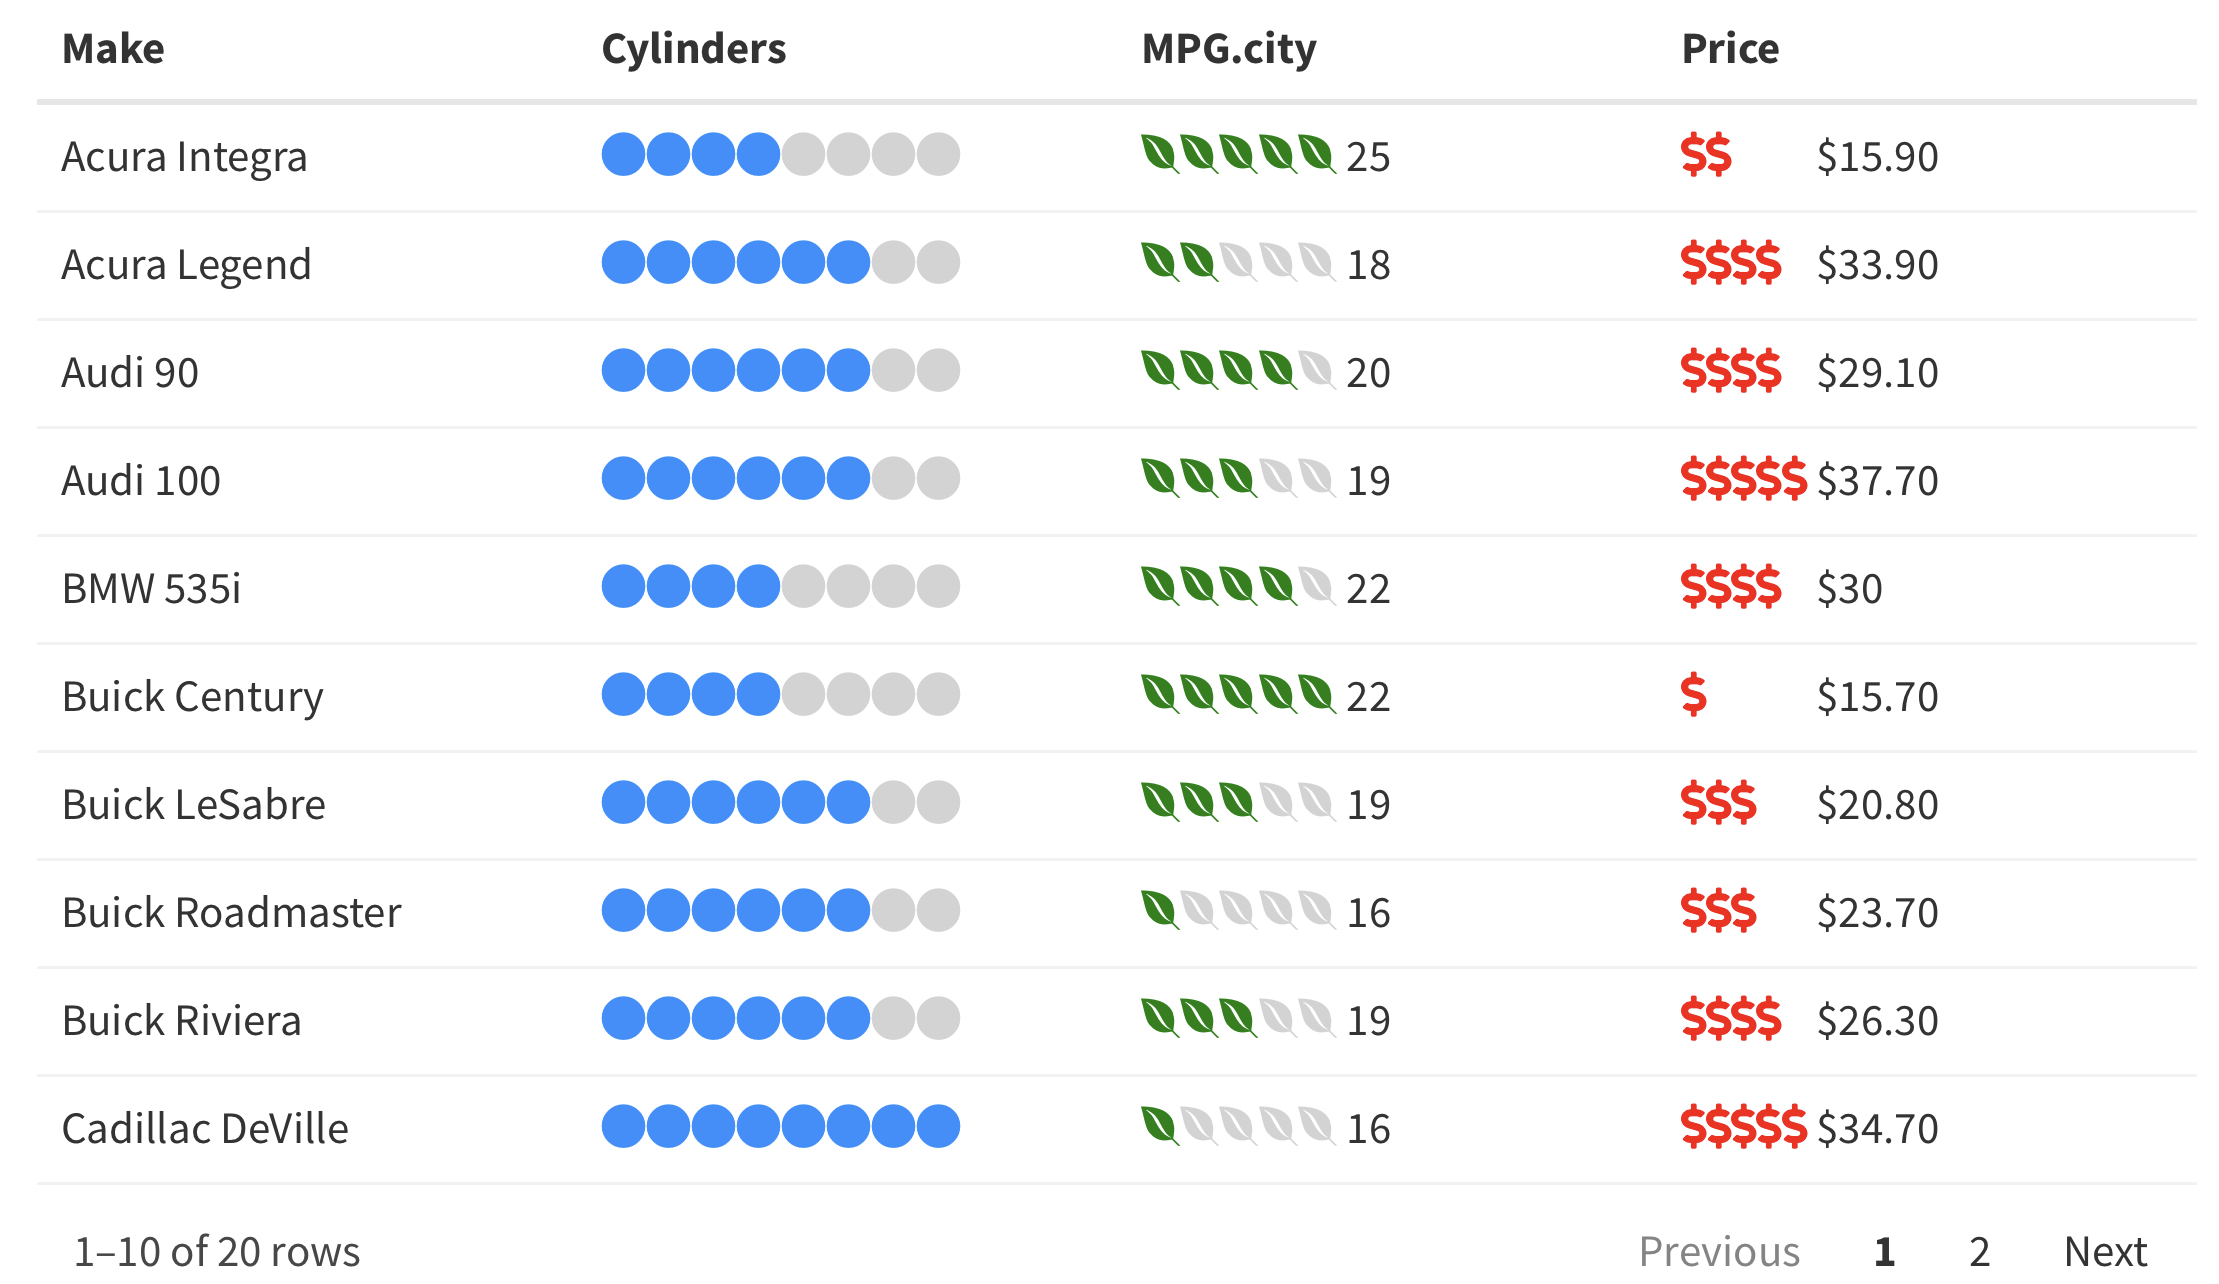 Make Cylinders MPG.city Price
Acura Integra 25 $$ $15.90
Acura Legend 18 $$$$ $33.90
Audi 90 20 $$$$ $29.10
Audi 100 19 $$$$$ $37.70
BMW 535i 22 $$$$ $30
Buick Century 22 $ $15.70
Buick LeSabre 19 $$$ $20.80
Buick Roadmaster 16 $$$ $23.70
Buick Riviera 19 $$$$ $26.30
Cadillac DeVille 16 $$$$$ $34.70
1–10 of 20 rows Previous 1 2 Next